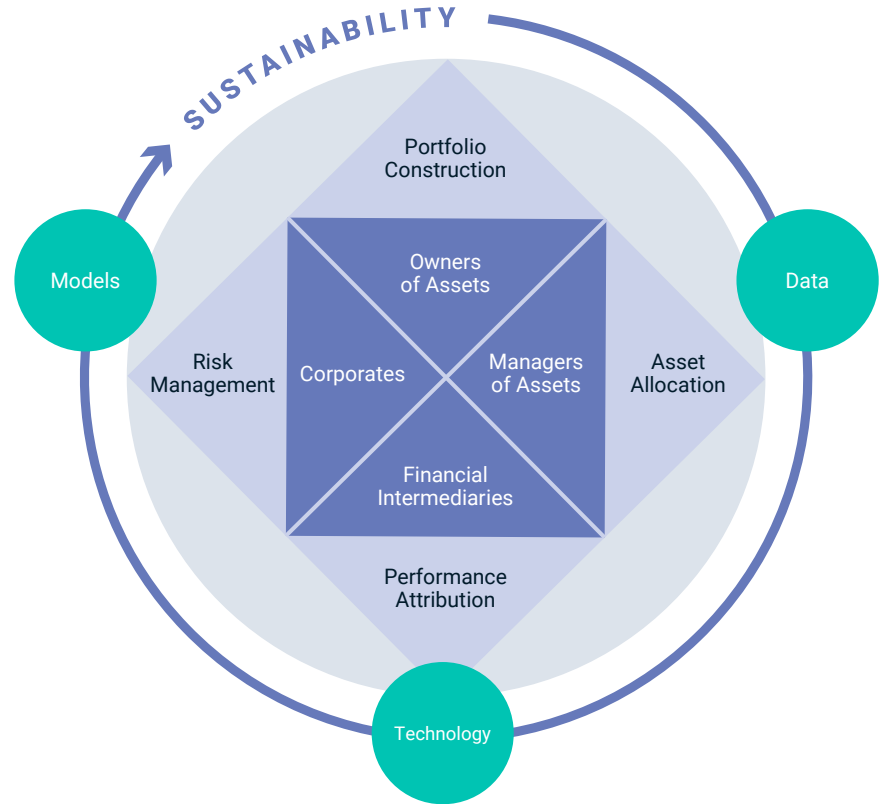 SUSTAINABILITY
Portfolio
Construction
Owners
of Assets
Models
Data
Risk
Management
Corporates
Managers
of Assets
Asset
Allocation
Financial
Intermediaries
Performance
Attribution
Technology